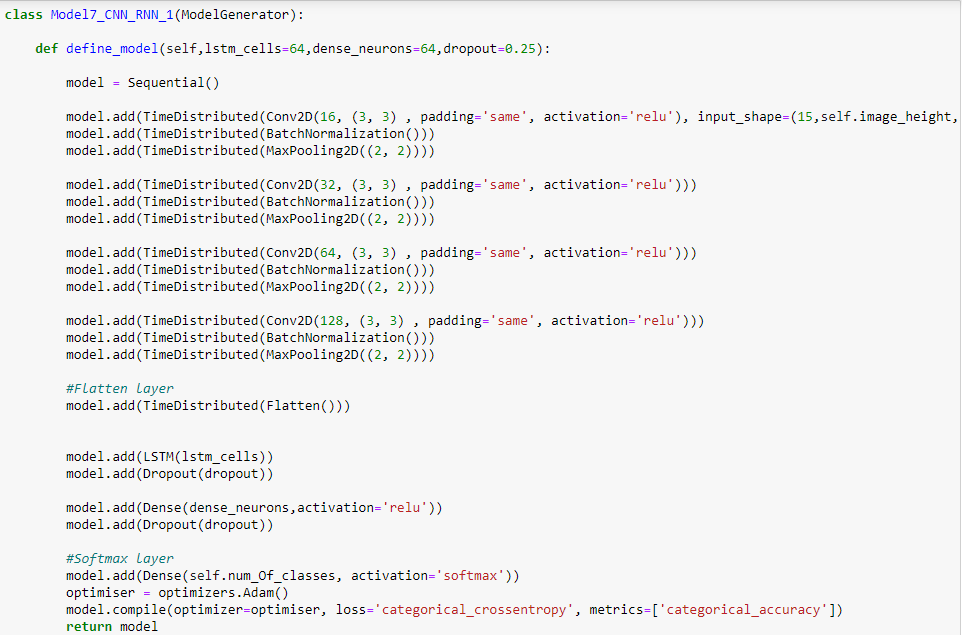 class Model7_CNN_RNN_1(ModelGenerator):
def define_model(self,lstm_cells=64,dense_neurons=64,dropout=0.25):
model = Sequential()
model.add(TimeDistributed(Conv2D(16, (3, 3) , padding='same', activation='relu'), input_shape=(15,self.image_height,
model.add(TimeDistributed(BatchNormalization()))
model.add(TimeDistributed(MaxPooling2D((2, 2))))
model.add(TimeDistributed(Conv2D(32, (3, 3) , padding='same', activation='relu')))
model.add(TimeDistributed(BatchNormalization()))
model.add(TimeDistributed(MaxPooling2D((2, 2))))
model.add(TimeDistributed(Conv2D(64, (3, 3) , padding='same', activation='relu')))
model.add(TimeDistributed(BatchNormalization()))
model.add(TimeDistributed(MaxPooling2D((2, 2))))
model.add(TimeDistributed(Conv2D(128, (3, 3) , padding='same', activation='relu')))
model.add(TimeDistributed(BatchNormalization()))
model.add(TimeDistributed(MaxPooling2D((2, 2))))
#Flatten layer
model.add(TimeDistributed(Flatten()))
model.add(LSTM(lstm_cells))
model.add(Dropout(dropout))
model.add(Dense(dense_neurons,activation='relu'))
model.add(Dropout(dropout))
#Softmax layer
model.add(Dense(self.num_Of_classes, activation='softmax'))
optimiser = optimizers.Adam()
model.compile(optimizer=optimiser, loss='categorical_crossentropy', metrics=['categorical_accuracy'])
return model